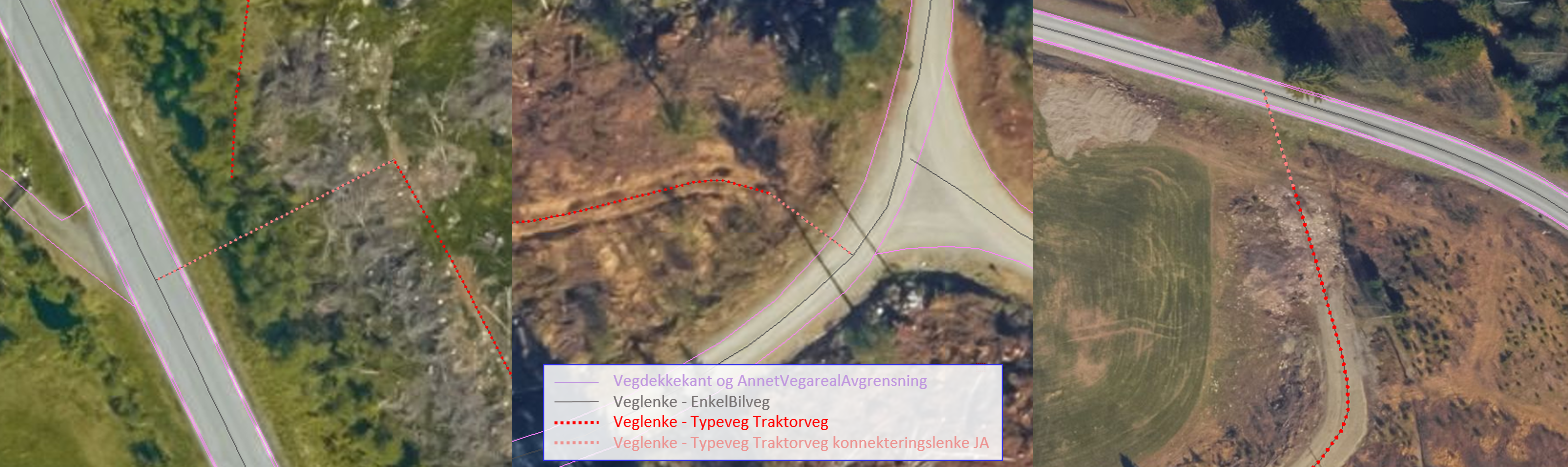 Vegdekkekant og AnnetVegarealAvgrensning
Veglenke - EnkelBilveg
Veglenke - Typeveg Traktorveg
Veglenke - Typeveg Traktorveg konnekteringslenke JA